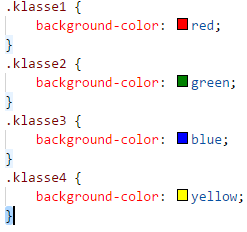 .klasse1 {
    background-color: red;
}
.klasse2 {
    background-color: green;
}
.klasse3 {
    background-color: blue;
}
.klasse4 {
    background-color: yellow;
}